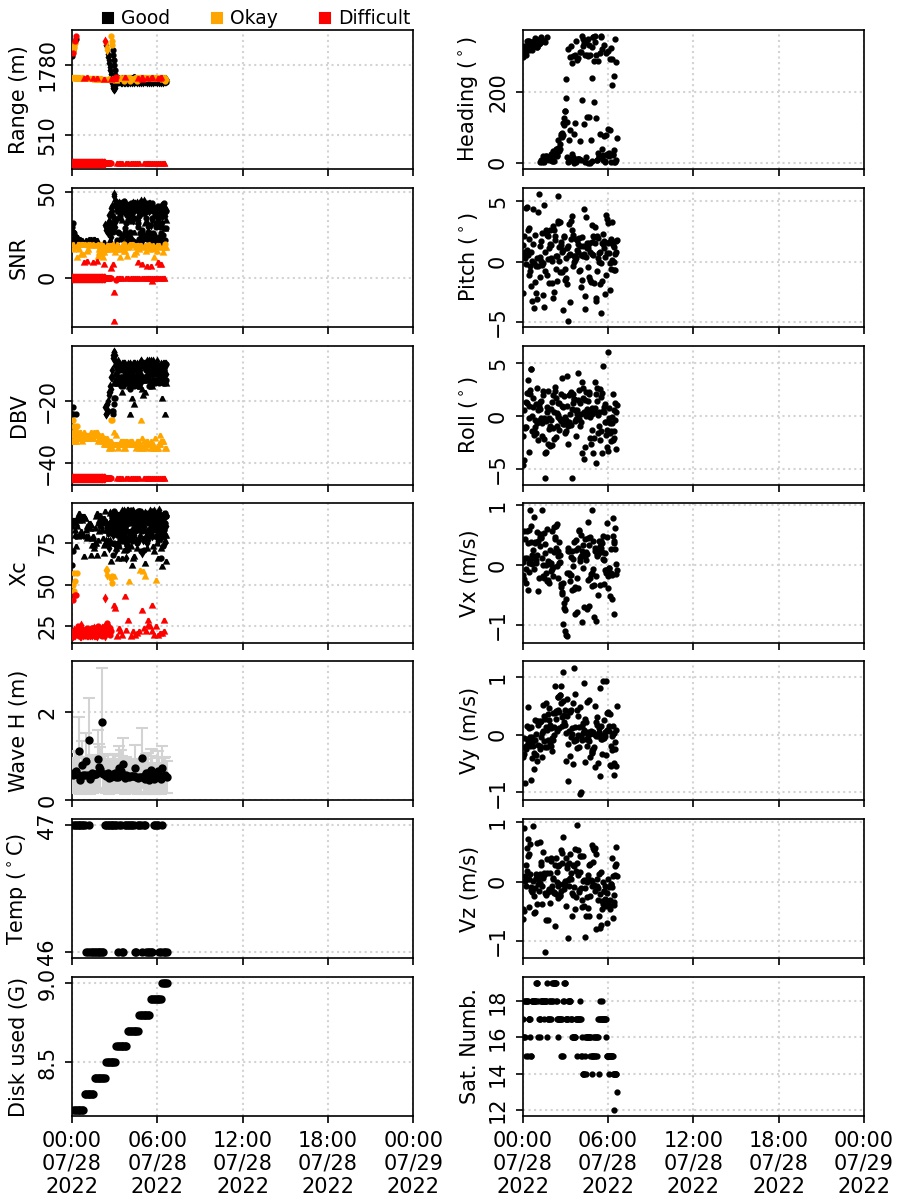 Good Okay Difficult
Range (m)
1780
510
Heading (°)
200
0
SNR
50
0
Pitch (°)
5
0
−5
DBV
−20
−40
Roll (°)
5
0
−5
Xc
75
50
25
Vx (m/s)
1
0
−1
Wave H (m)
2
0
Vy (m/s)
1
0
−1
Temp (°C)
47
46
Vz (m/s)
1
0
−1
Disk used (G)
9.0
8.5
Sat. Numb.
18
16
14
12
00:00 06:00 12:00 18:00 00:00 00:00 06:00 12:00 18:00 00:00
07/28 07/28 07/28 07/28 07/29 07/28 07/28 07/28 07/28 07/29
2022 2022 2022 2022 2022 2022 2022 2022 2022 2022